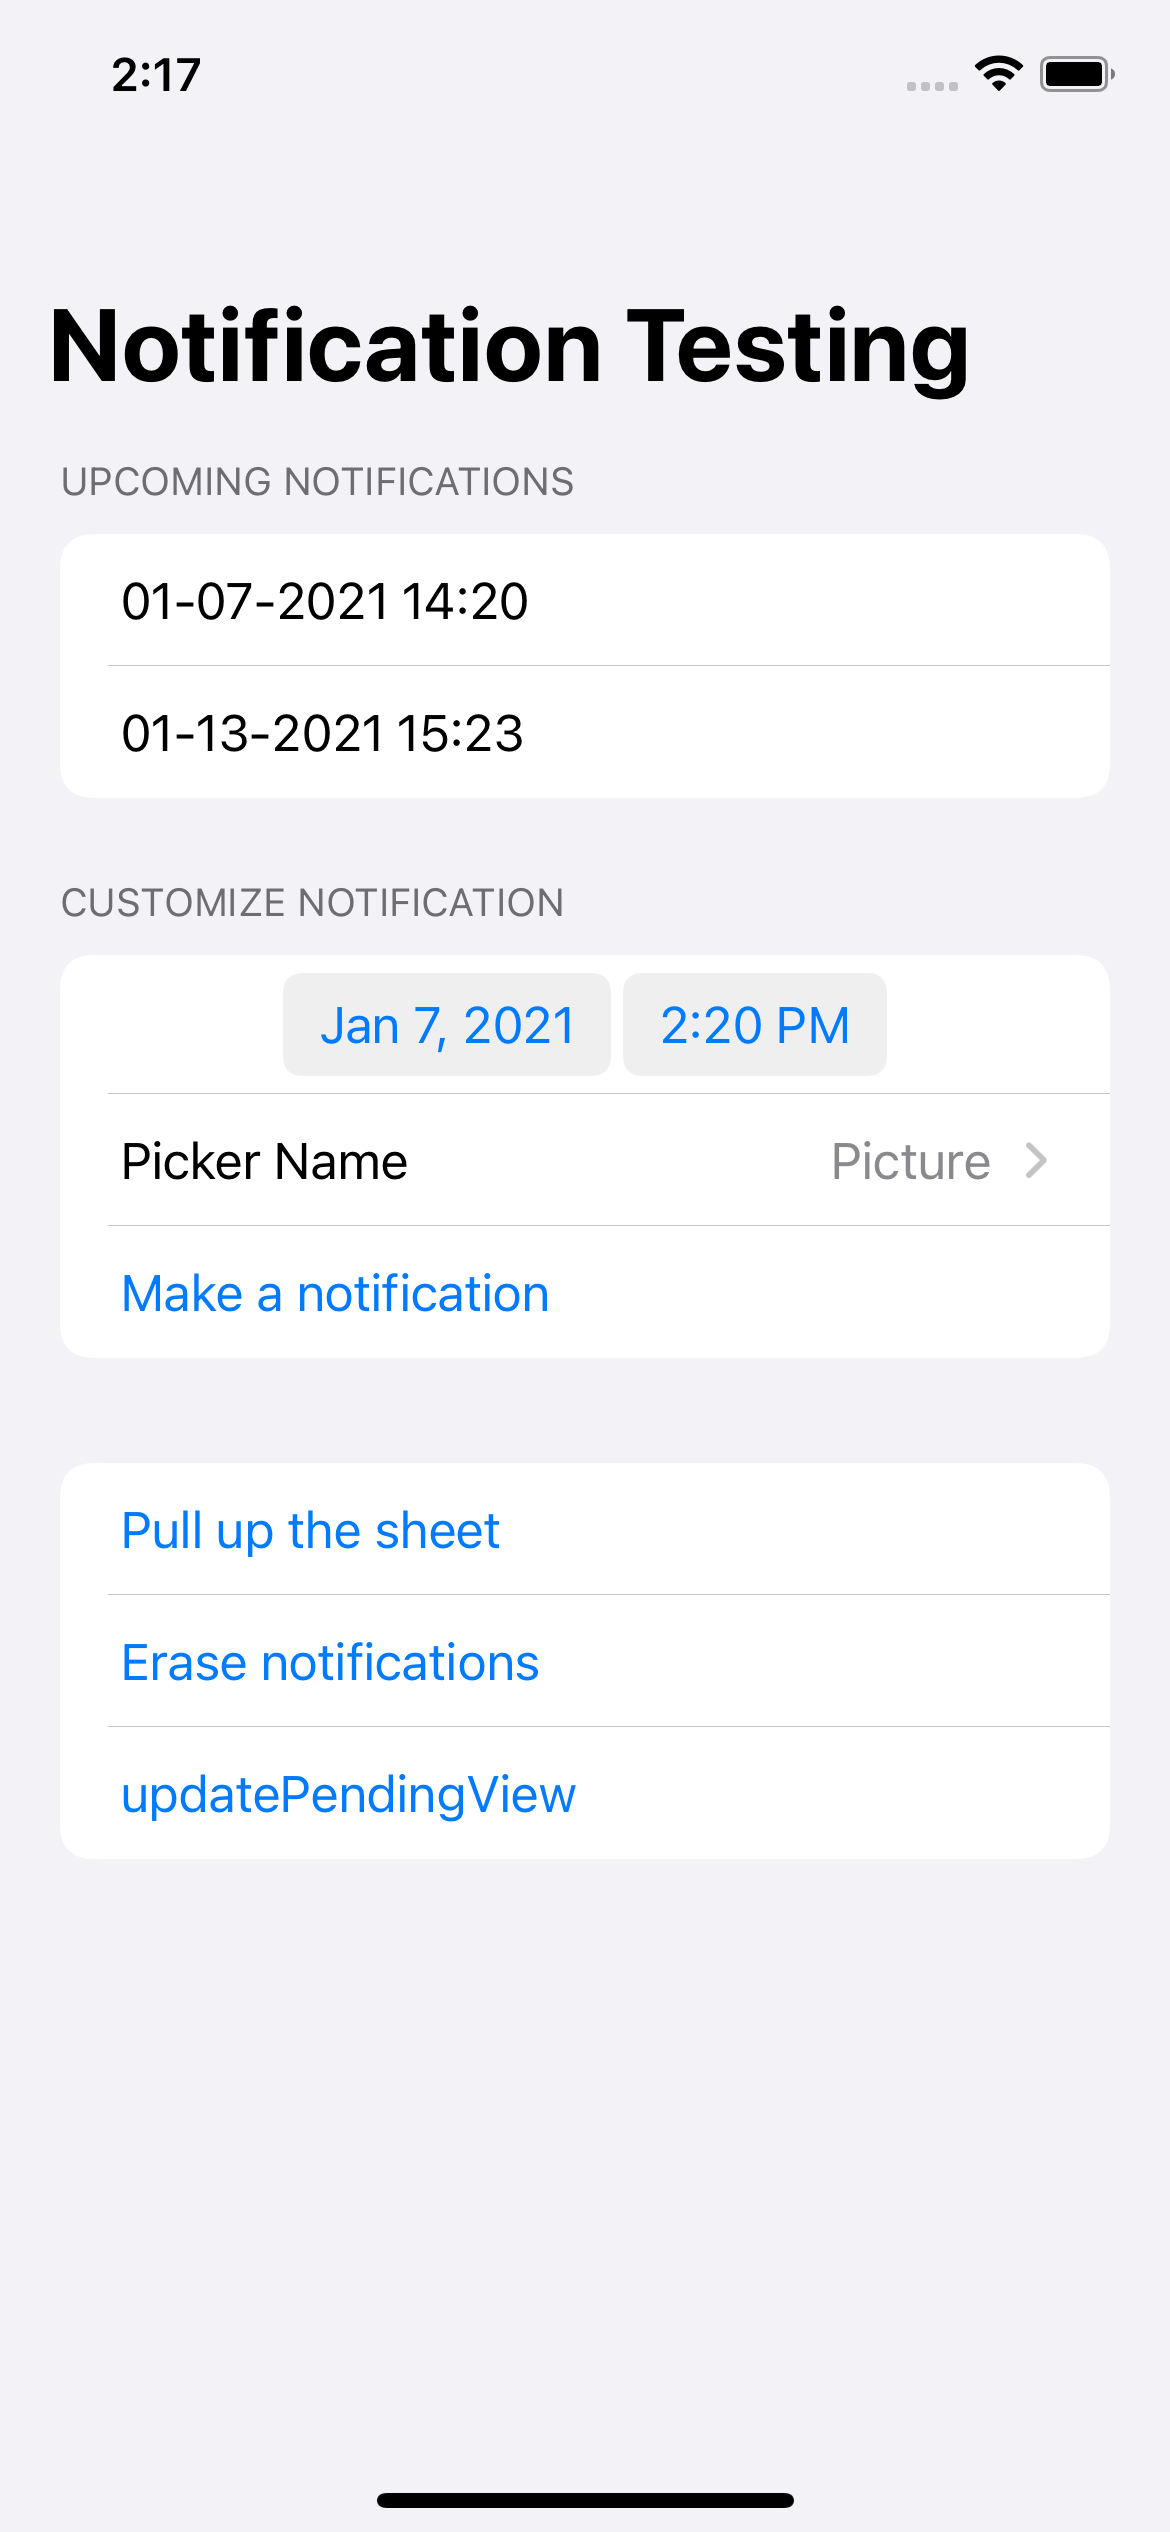 2:17
Notification Testing
UPCOMING NOTIFICATIONS
01-07-2021 14:20
01-13-2021 15:23
CUSTOMIZE NOTIFICATION
Jan 7, 2021 2:20 PM
Picker Name Picture
Make a notification
Pull up the sheet
Erase notifications
updatePendingView